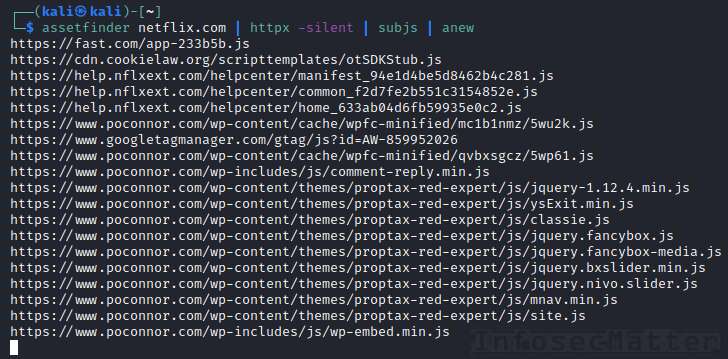 ┌──(kali㉿kali)-[~]
└─$ assetfinder netflix.com | httpx -silent | subjs | anew
https://fast.com/app-233b5b.js
https://cdn.cookielaw.org/scripttemplates/otSDKStub.js
https://help.nflxext.com/helpcenter/manifest_94e1d4be5d8462b4c281.js
https://help.nflxext.com/helpcenter/common_f2d7fe2b551c3154852e.js
https://help.nflxext.com/helpcenter/home_633ab04d6fb59935e0c2.js
https://www.poconnor.com/wp-content/cache/wpfc-minified/mc1b1nmz/5wu2k.js
https://www.googletagmanager.com/gtag/js?id=AW-859952026
https://www.poconnor.com/wp-content/cache/wpfc-minified/qvbxsgcz/5wp61.js
https://www.poconnor.com/wp-includes/js/comment-reply.min.js
https://www.poconnor.com/wp-content/themes/proptax-red-expert/js/jquery-1.12.4.min.js
https://www.poconnor.com/wp-content/themes/proptax-red-expert/js/ysExit.min.js
https://www.poconnor.com/wp-content/themes/proptax-red-expert/js/classie.js
https://www.poconnor.com/wp-content/themes/proptax-red-expert/js/jquery.fancybox.js
https://www.poconnor.com/wp-content/themes/proptax-red-expert/js/jquery.fancybox-media.js
https://www.poconnor.com/wp-content/themes/proptax-red-expert/js/jquery.bxslider.min.js
https://www.poconnor.com/wp-content/themes/proptax-red-expert/js/jquery.nivo.slider.js
https://www.poconnor.com/wp-content/themes/proptax-red-expert/js/mnav.min.js
https://www.poconnor.com/wp-content/themes/proptax-red-expert/js/site.js
https://www.poconnor.com/wp-includes/js/wp-embed.min.js
InfosecMatter